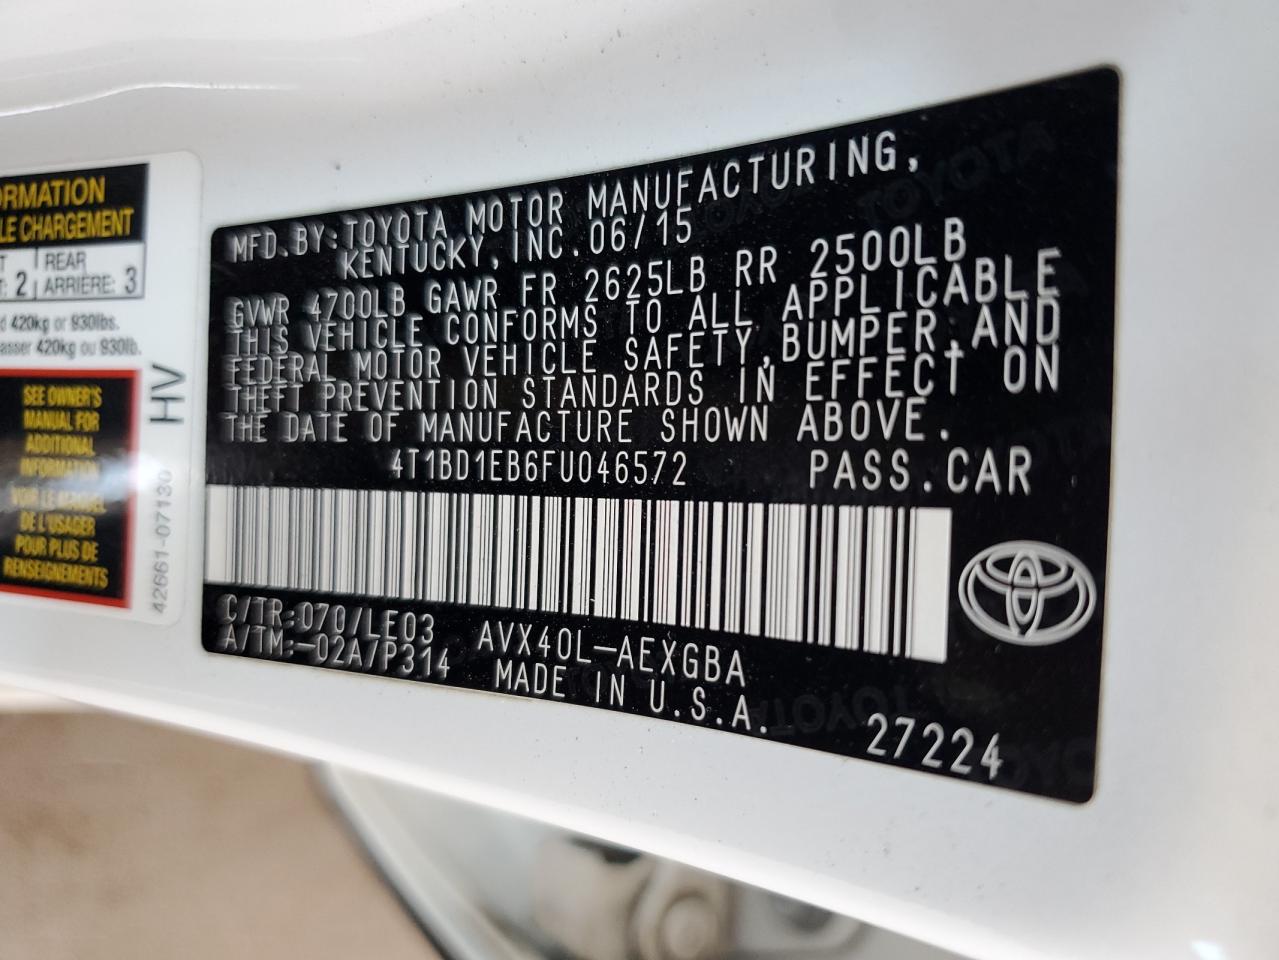 ORMATION
LE CHARGEMENT
REAR
: 2 ARRIERE: 3
420kg or 930lbs.
asser 420kg ou 930lb.
SEE OWNER'S
MANUAL FOR
ADDITIONAL
INFORMATION
VOIR LE MANUEL
DE L'USAGER
POUR PLUS DE
RENSEIGNEMENTS
HV
42661-07130
MFD. BY: TOYOTA MOTOR MANUFACTURING,
KENTUCKY, INC. 06/15
GVWR 4700LB GAWR FR 2625LB RR 2500LB
THIS VEHICLE CONFORMS TO ALL APPLICABLE
FEDERAL MOTOR VEHICLE SAFETY, BUMPER, AND
THEFT PREVENTION STANDARDS IN EFFECT ON
THE DATE OF MANUFACTURE SHOWN ABOVE.
4T1BD1EB6FU046572 PASS. CAR
C/TR: 070/LE03 AVX40L-AEXGBA
A/TM: -02A/P314 MADE IN U.S.A.
27224